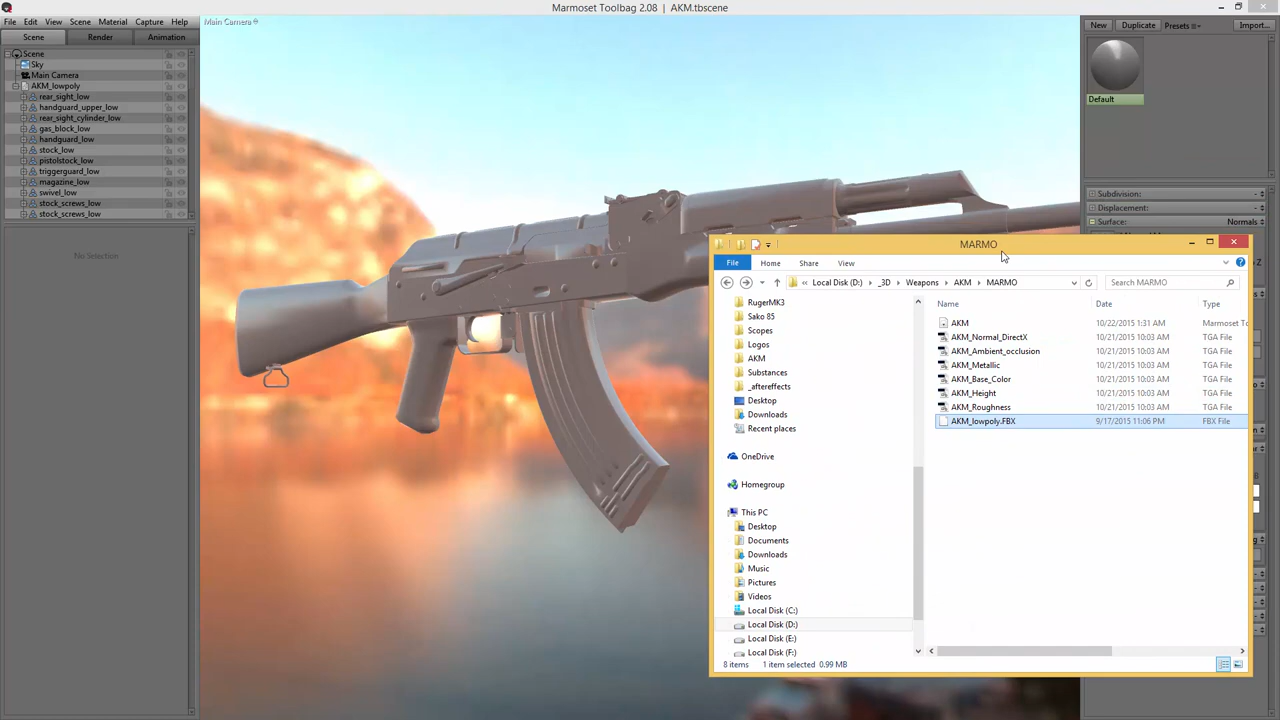 Marmoset Toolbag 2.08 | AKM.tbscene
File Edit View Scene Material Capture Help
Scene Render Animation
Main Camera
Scene
Sky
Main Camera
AKM_lowpoly
rear_sight_low
handguard_upper_low
rear_sight_cylinder_low
gas_block_low
handguard_low
stock_low
pistolstock_low
triggerguard_low
magazine_low
swivel_low
stock_screws_low
stock_screws_low
No Selection
New Duplicate Presets Import...
Default
Subdivision:
Displacement:
Surface: Normals
MARMO
File Home Share View
Local Disk (D:) _3D Weapons AKM MARMO
Search MARMO
RugerMK3
Sako 85
Scopes
Logos
AKM
Substances
_aftereffects
Desktop
Downloads
Recent places
OneDrive
Homegroup
This PC
Desktop
Documents
Downloads
Music
Pictures
Videos
Local Disk (C:)
Local Disk (D:)
Local Disk (E:)
Local Disk (F:)
Name Date Type
AKM 10/22/2015 1:31 AM Marmoset To
AKM_Normal_DirectX 10/21/2015 10:03 AM TGA File
AKM_Ambient_occlusion 10/21/2015 10:03 AM TGA File
AKM_Metallic 10/21/2015 10:03 AM TGA File
AKM_Base_Color 10/21/2015 10:03 AM TGA File
AKM_Height 10/21/2015 10:03 AM TGA File
AKM_Roughness 10/21/2015 10:03 AM TGA File
AKM_lowpoly.FBX 9/17/2015 11:06 PM FBX File
8 items 1 item selected 0.99 MB